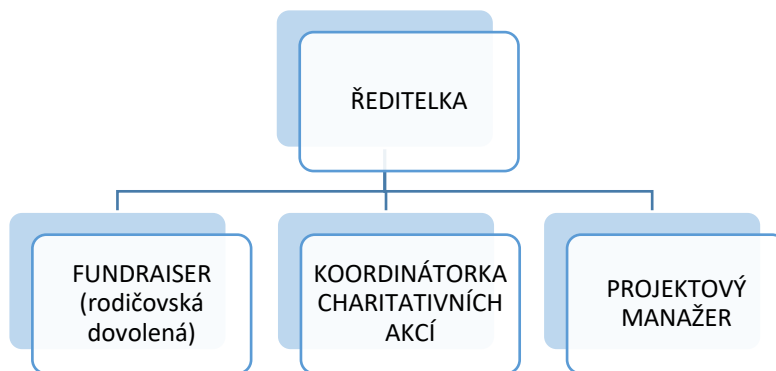 ŘEDITELKA
FUNDRAISER
(rodičovská
dovolená)
KOORDINÁTORKA
CHARITATIVNÍCH
AKCÍ
PROJEKTOVÝ
MANAŽER